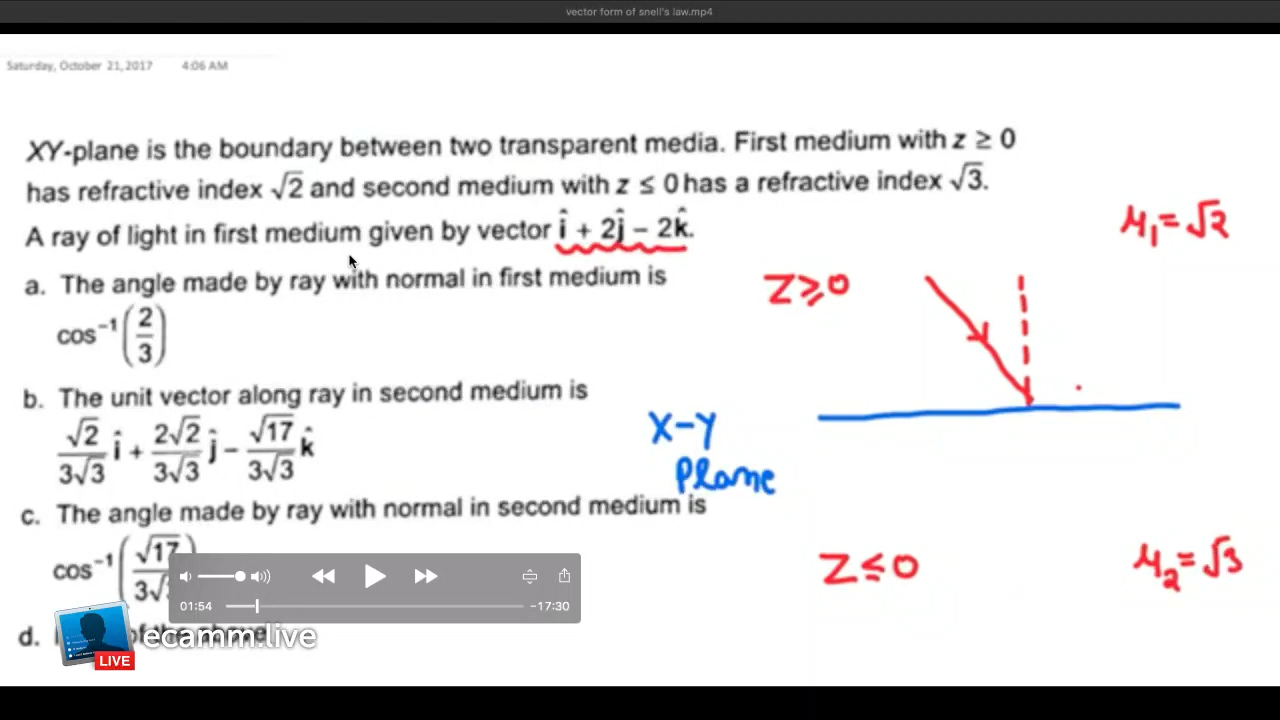 vector form of snell's law.mp4
Saturday, October 21, 2017 4:06 AM
XY-plane is the boundary between two transparent media. First medium with z ≥ 0
has refractive index √2 and second medium with z ≤ 0 has a refractive index √3.
A ray of light in first medium given by vector î + 2ĵ − 2k̂.
μ₁ = √2
a. The angle made by ray with normal in first medium is
cos⁻¹(2/3)
Z ≥ 0
b. The unit vector along ray in second medium is
√2/3√3 î + 2√2/3√3 ĵ − √17/3√3 k̂
X-Y
Plane
c. The angle made by ray with normal in second medium is
cos⁻¹(√17/3√
Z ≤ 0
μ₂ = √3
01:54
−17:30
d. of the above
ecamm.live
LIVE